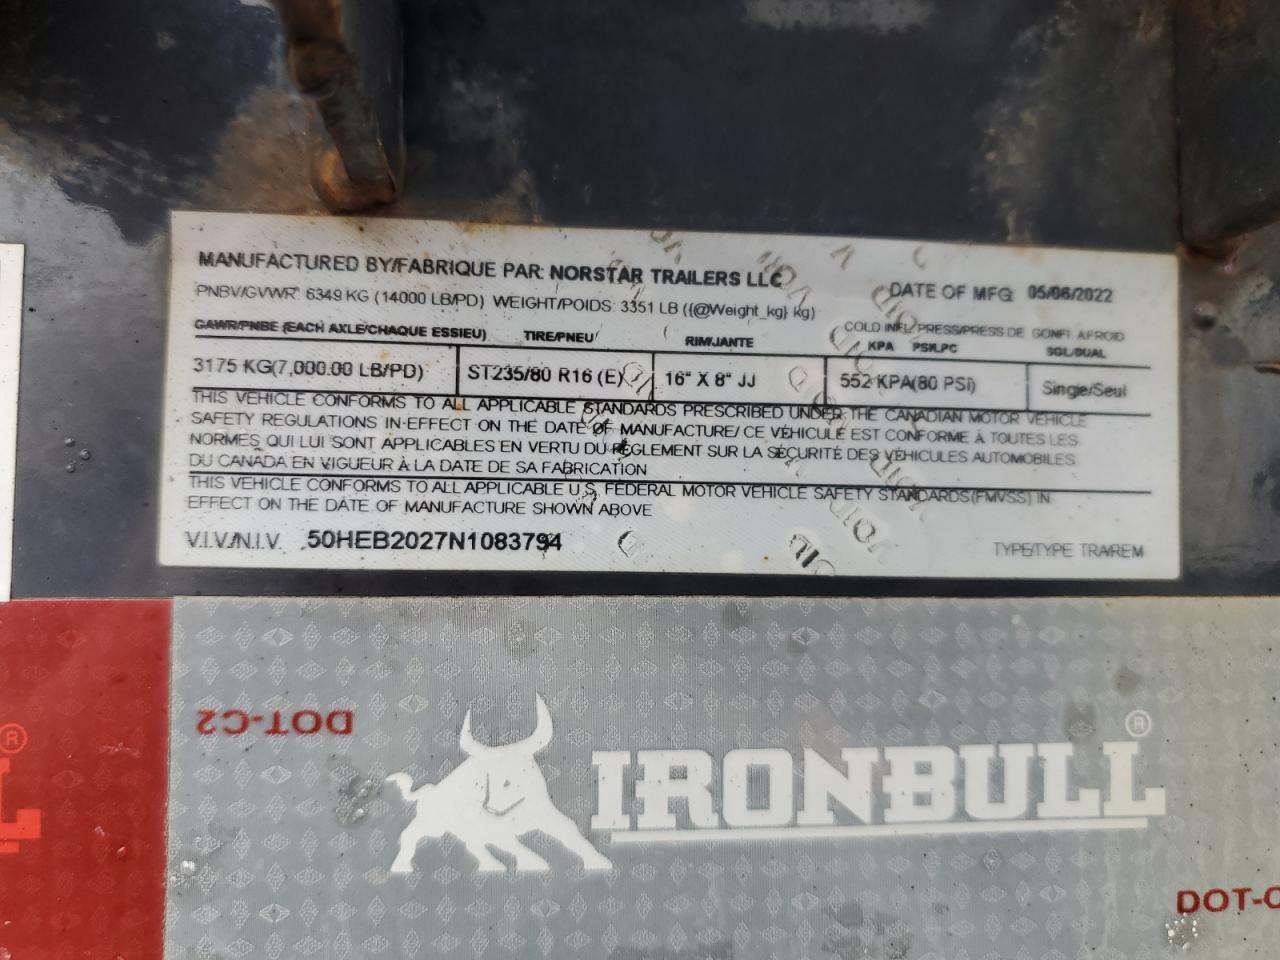 MANUFACTURED BY/FABRIQUE PAR: NORSTAR TRAILERS LLC
DATE OF MFG 05/06/2022
PNBV/GVWR 6349 KG (14000 LB/PD) WEIGHT/POIDS: 3351 LB ({@Weight_kg} kg)
GAWR/PNBE (EACH AXLE/CHAQUE ESSIEU) TIRE/PNEU RIM/JANTE COLD INFL PRESS/PRESS DE GONFL A FROID
KPA PSI/LPC SGL/DUAL
3175 KG(7,000.00 LB/PD) ST235/80 R16 (E) 16" X 8" JJ 552 KPA(80 PSI) Single/Seul
THIS VEHICLE CONFORMS TO ALL APPLICABLE STANDARDS PRESCRIBED UNDER THE CANADIAN MOTOR VEHICLE
SAFETY REGULATIONS IN EFFECT ON THE DATE OF MANUFACTURE/ CE VÉHICULE EST CONFORME À TOUTES LES
NORMES QUI LUI SONT APPLICABLES EN VERTU DU RÈGLEMENT SUR LA SÉCURITÉ DES VÉHICULES AUTOMOBILES
DU CANADA EN VIGUEUR À LA DATE DE SA FABRICATION
THIS VEHICLE CONFORMS TO ALL APPLICABLE U.S. FEDERAL MOTOR VEHICLE SAFETY STANDARDS(FMVSS) IN
EFFECT ON THE DATE OF MANUFACTURE SHOWN ABOVE
V.I.V./N.I.V. 50HEB2027N1083794
TYPE/TYPE TRA/REM
DOT-C2
IRONBULL®
L®
DOT-C